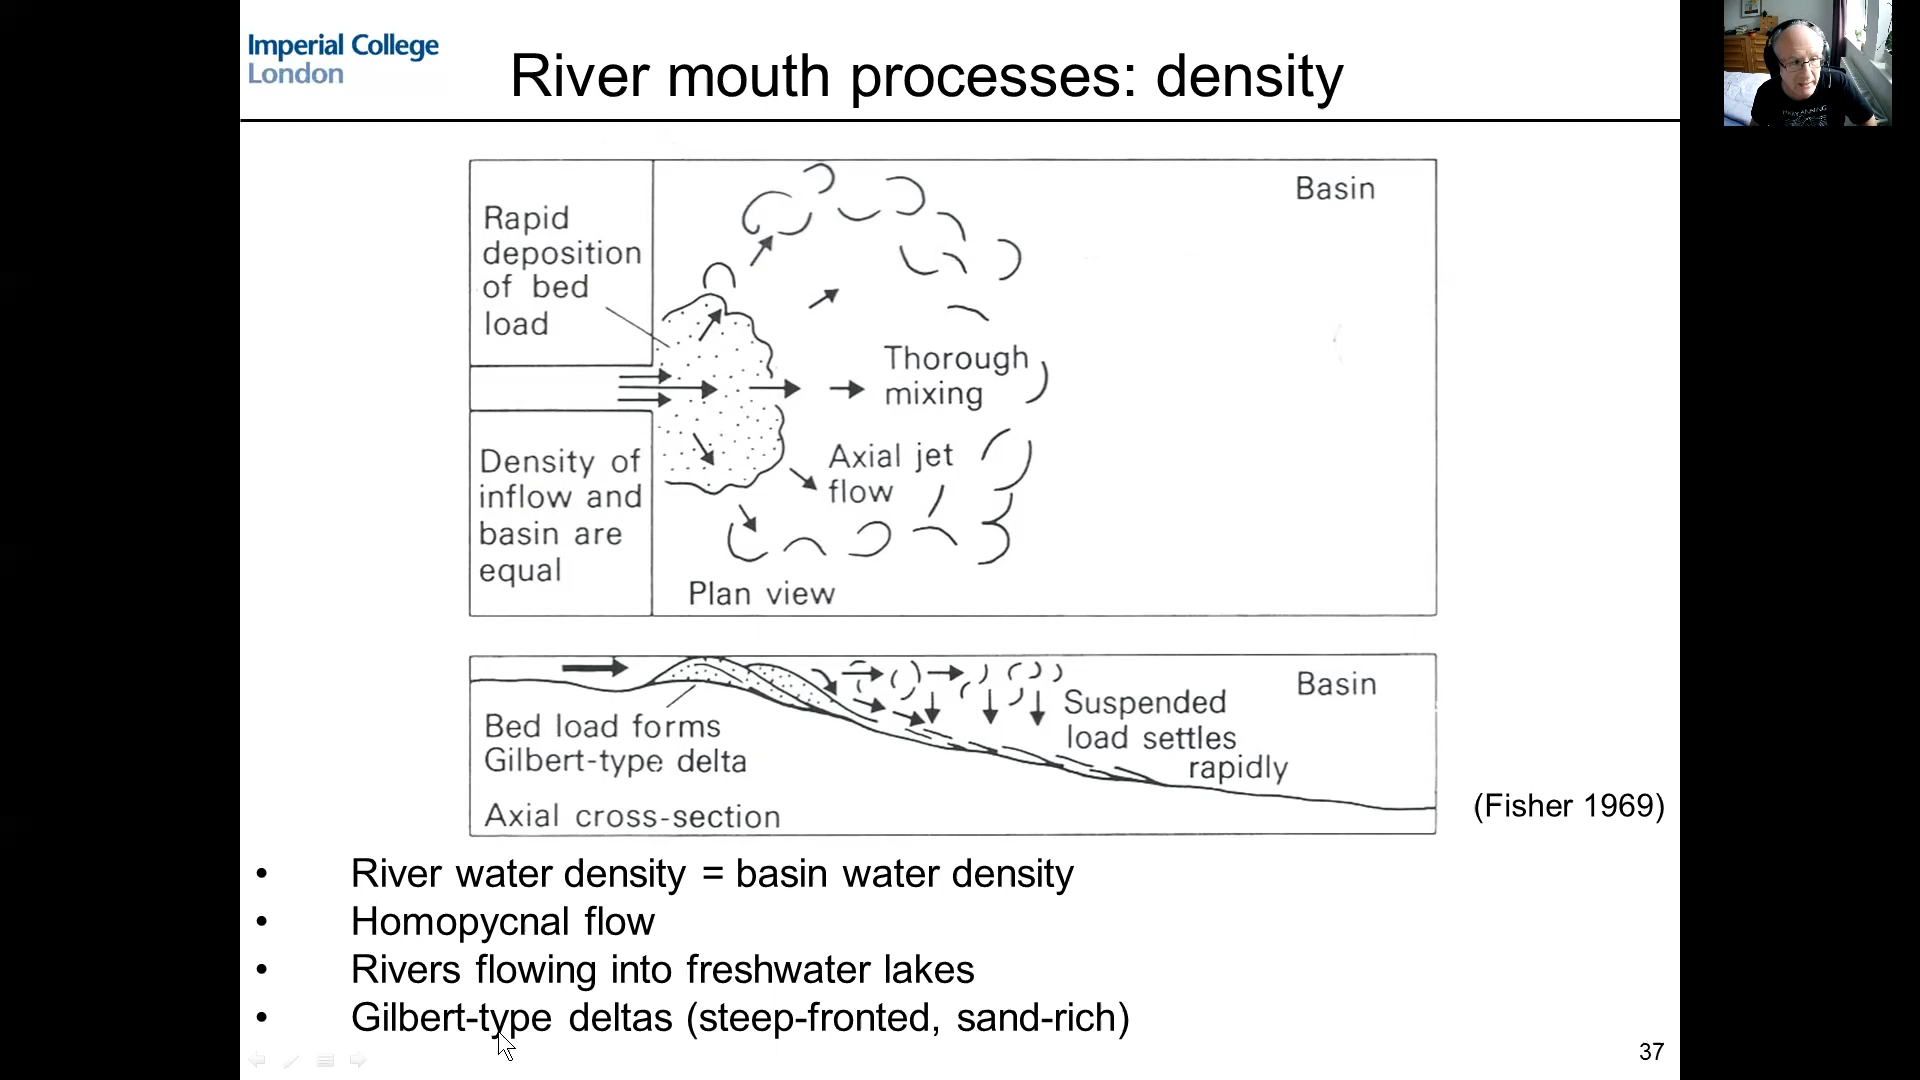 Imperial College
London
River mouth processes: density
Rapid
deposition
of bed
load
Basin
Thorough
mixing
Density of
inflow and
basin are
equal
Axial jet
flow
Plan view
Basin
Suspended
load settles
rapidly
Bed load forms
Gilbert-type delta
Axial cross-section
(Fisher 1969)
• River water density = basin water density
• Homopycnal flow
• Rivers flowing into freshwater lakes
• Gilbert-type deltas (steep-fronted, sand-rich)
37